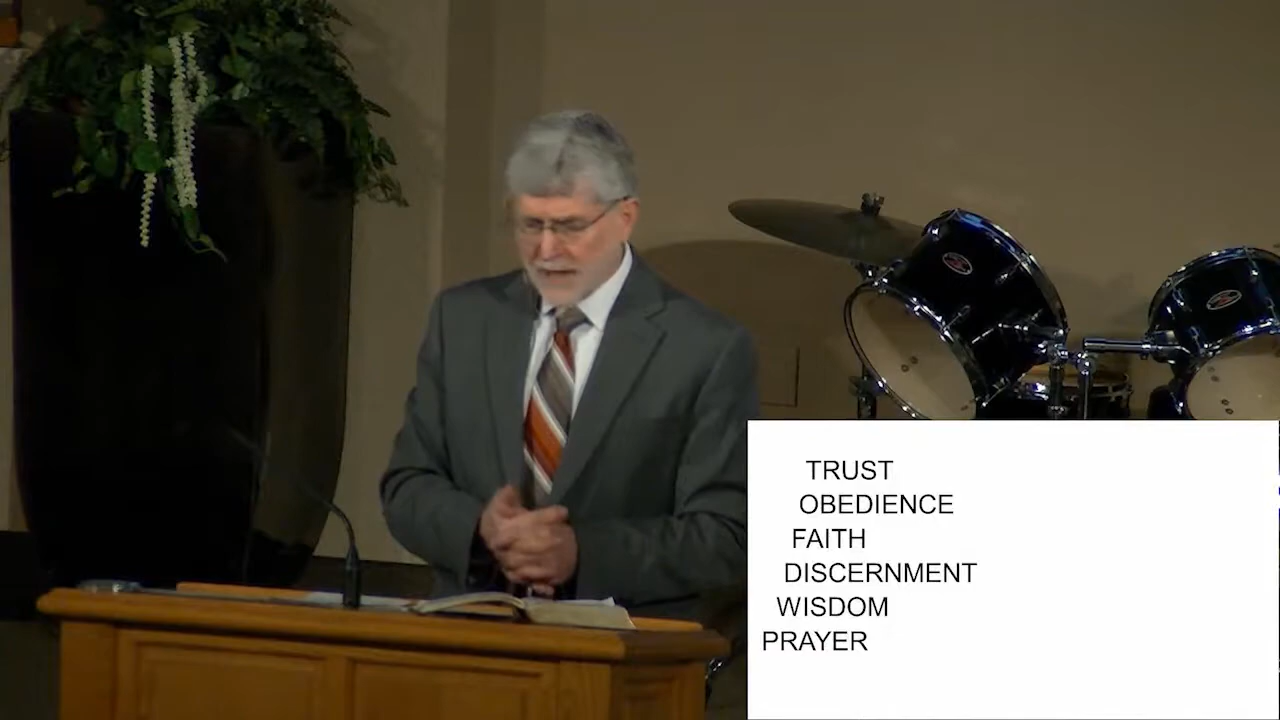 TRUST
OBEDIENCE
FAITH
DISCERNMENT
WISDOM
PRAYER